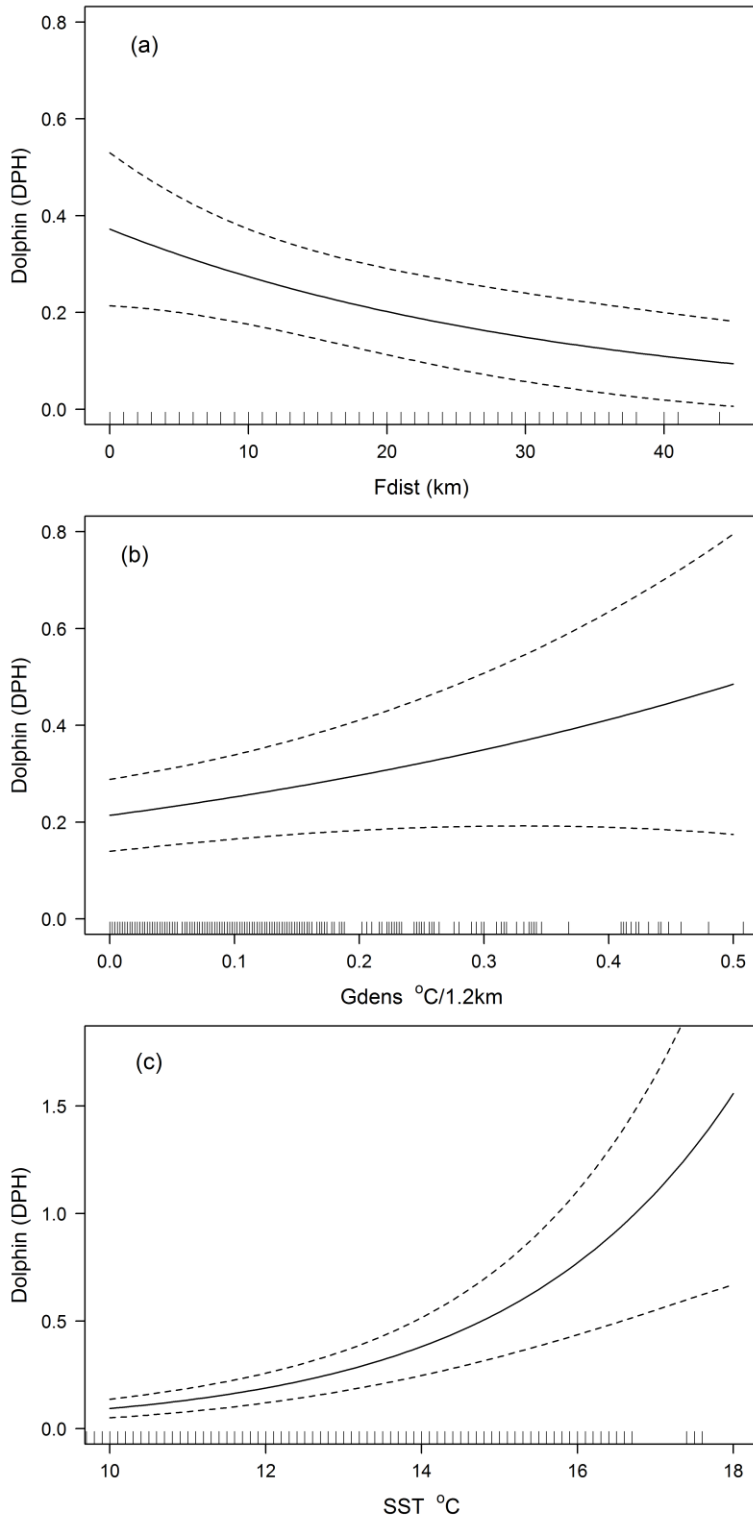 (a)
Dolphin (DPH)
0.8
0.6
0.4
0.2
0.0
0 10 20 30 40
Fdist (km)
(b)
Dolphin (DPH)
0.8
0.6
0.4
0.2
0.0
0.0 0.1 0.2 0.3 0.4 0.5
Gdens °C/1.2km
(c)
Dolphin (DPH)
1.5
1.0
0.5
0.0
10 12 14 16 18
SST °C